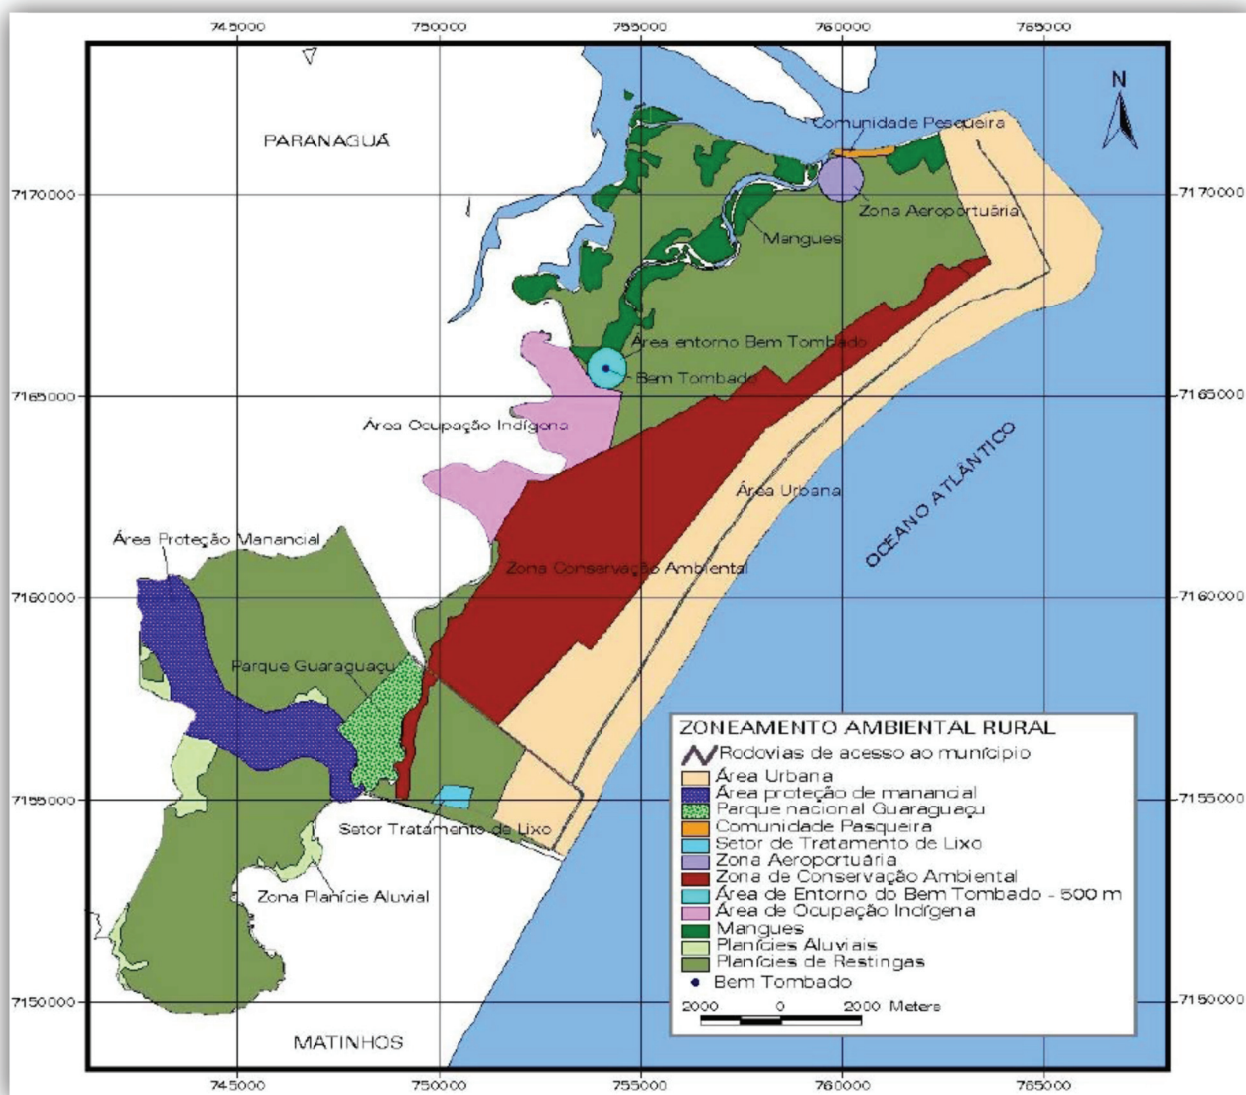 745000 750000 755000 760000 765000
N
Comunidade Pesqueira
PARANAGUÁ
7170000 7170000
Zona Aeroportuária
Mangues
Área entorno Bem Tombado
Bem Tombado
7165000 7165000
Área Ocupação Indígena
OCEANO ATLÂNTICO
Área Urbana
Área Proteção Manancial
Zona Conservação Ambiental
7160000 7160000
Parque Guaraguaçu
7155000 7155000
Setor Tratamento de Lixo
Zona Planície Aluvial
7150000 7150000
MATINHOS
ZONEAMENTO AMBIENTAL RURAL
Rodovias de acesso ao município
Área Urbana
Área proteção de manancial
Parque nacional Guaraguaçu
Comunidade Pasqueira
Setor de Tratamento de Lixo
Zona Aeroportuária
Zona de Conservação Ambiental
Área de Entorno do Bem Tombado - 500 m
Área de Ocupação Indígena
Mangues
Planícies Aluviais
Planícies de Restingas
Bem Tombado
2000 0 2000 Meters
745000 750000 755000 760000 765000